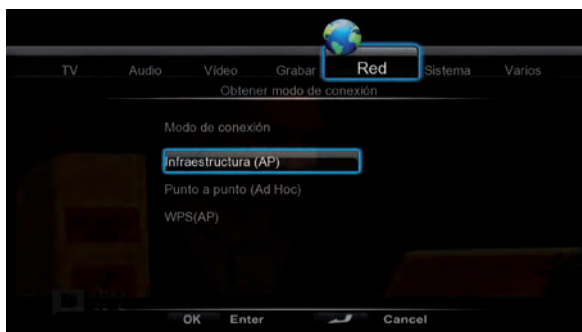 TV Audio Vídeo Grabar Red Sistema Varios
Obtener modo de conexión
Modo de conexión
Infraestructura (AP)
Punto a punto (Ad Hoc)
WPS(AP)
OK Enter Cancel